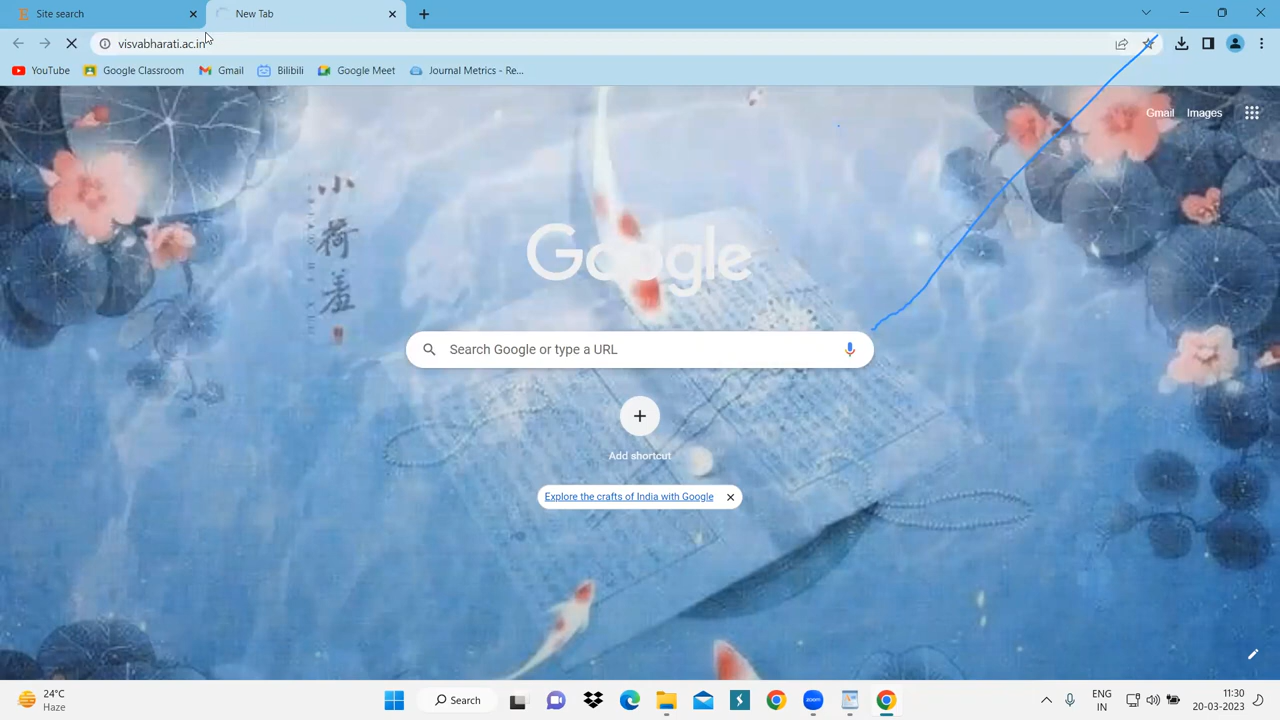 Site search
New Tab
visvabharati.ac.in
YouTube Google Classroom Gmail Bilibili Google Meet Journal Metrics - Re...
Gmail Images
小荷羞
Google
Search Google or type a URL
Add shortcut
Explore the crafts of India with Google
24°C
Haze
Search
ENG
IN
11:30
20-03-2023